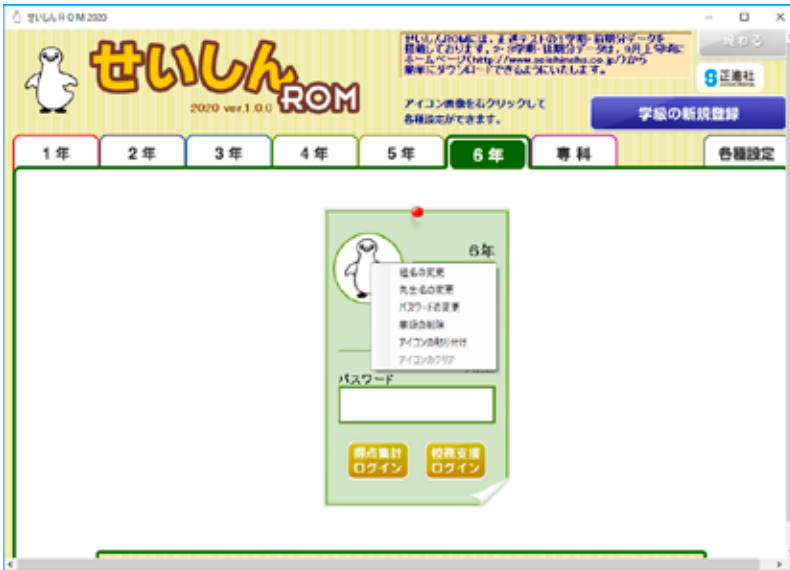 せいしんROM 2020
せいしんROM
2020 ver.1.0.0
せいしんROMには、正進テストの1学期・前期分データを
搭載しております。2・3学期・後期分データは、9月上旬頃に
ホームページ(http://www.seishinsha.co.jp/)から
簡単にダウンロードできるようにいたします。
終わる
正進社
アイコン画像を右クリックして
各種設定ができます。
学級の新規登録
1年
2年
3年
4年
5年
6年
専科
各種設定
6年
組名の変更
先生名の変更
パスワードの変更
学級の削除
アイコンの貼り付け
アイコンのクリア
パスワード
得点集計
ログイン
校務支援
ログイン